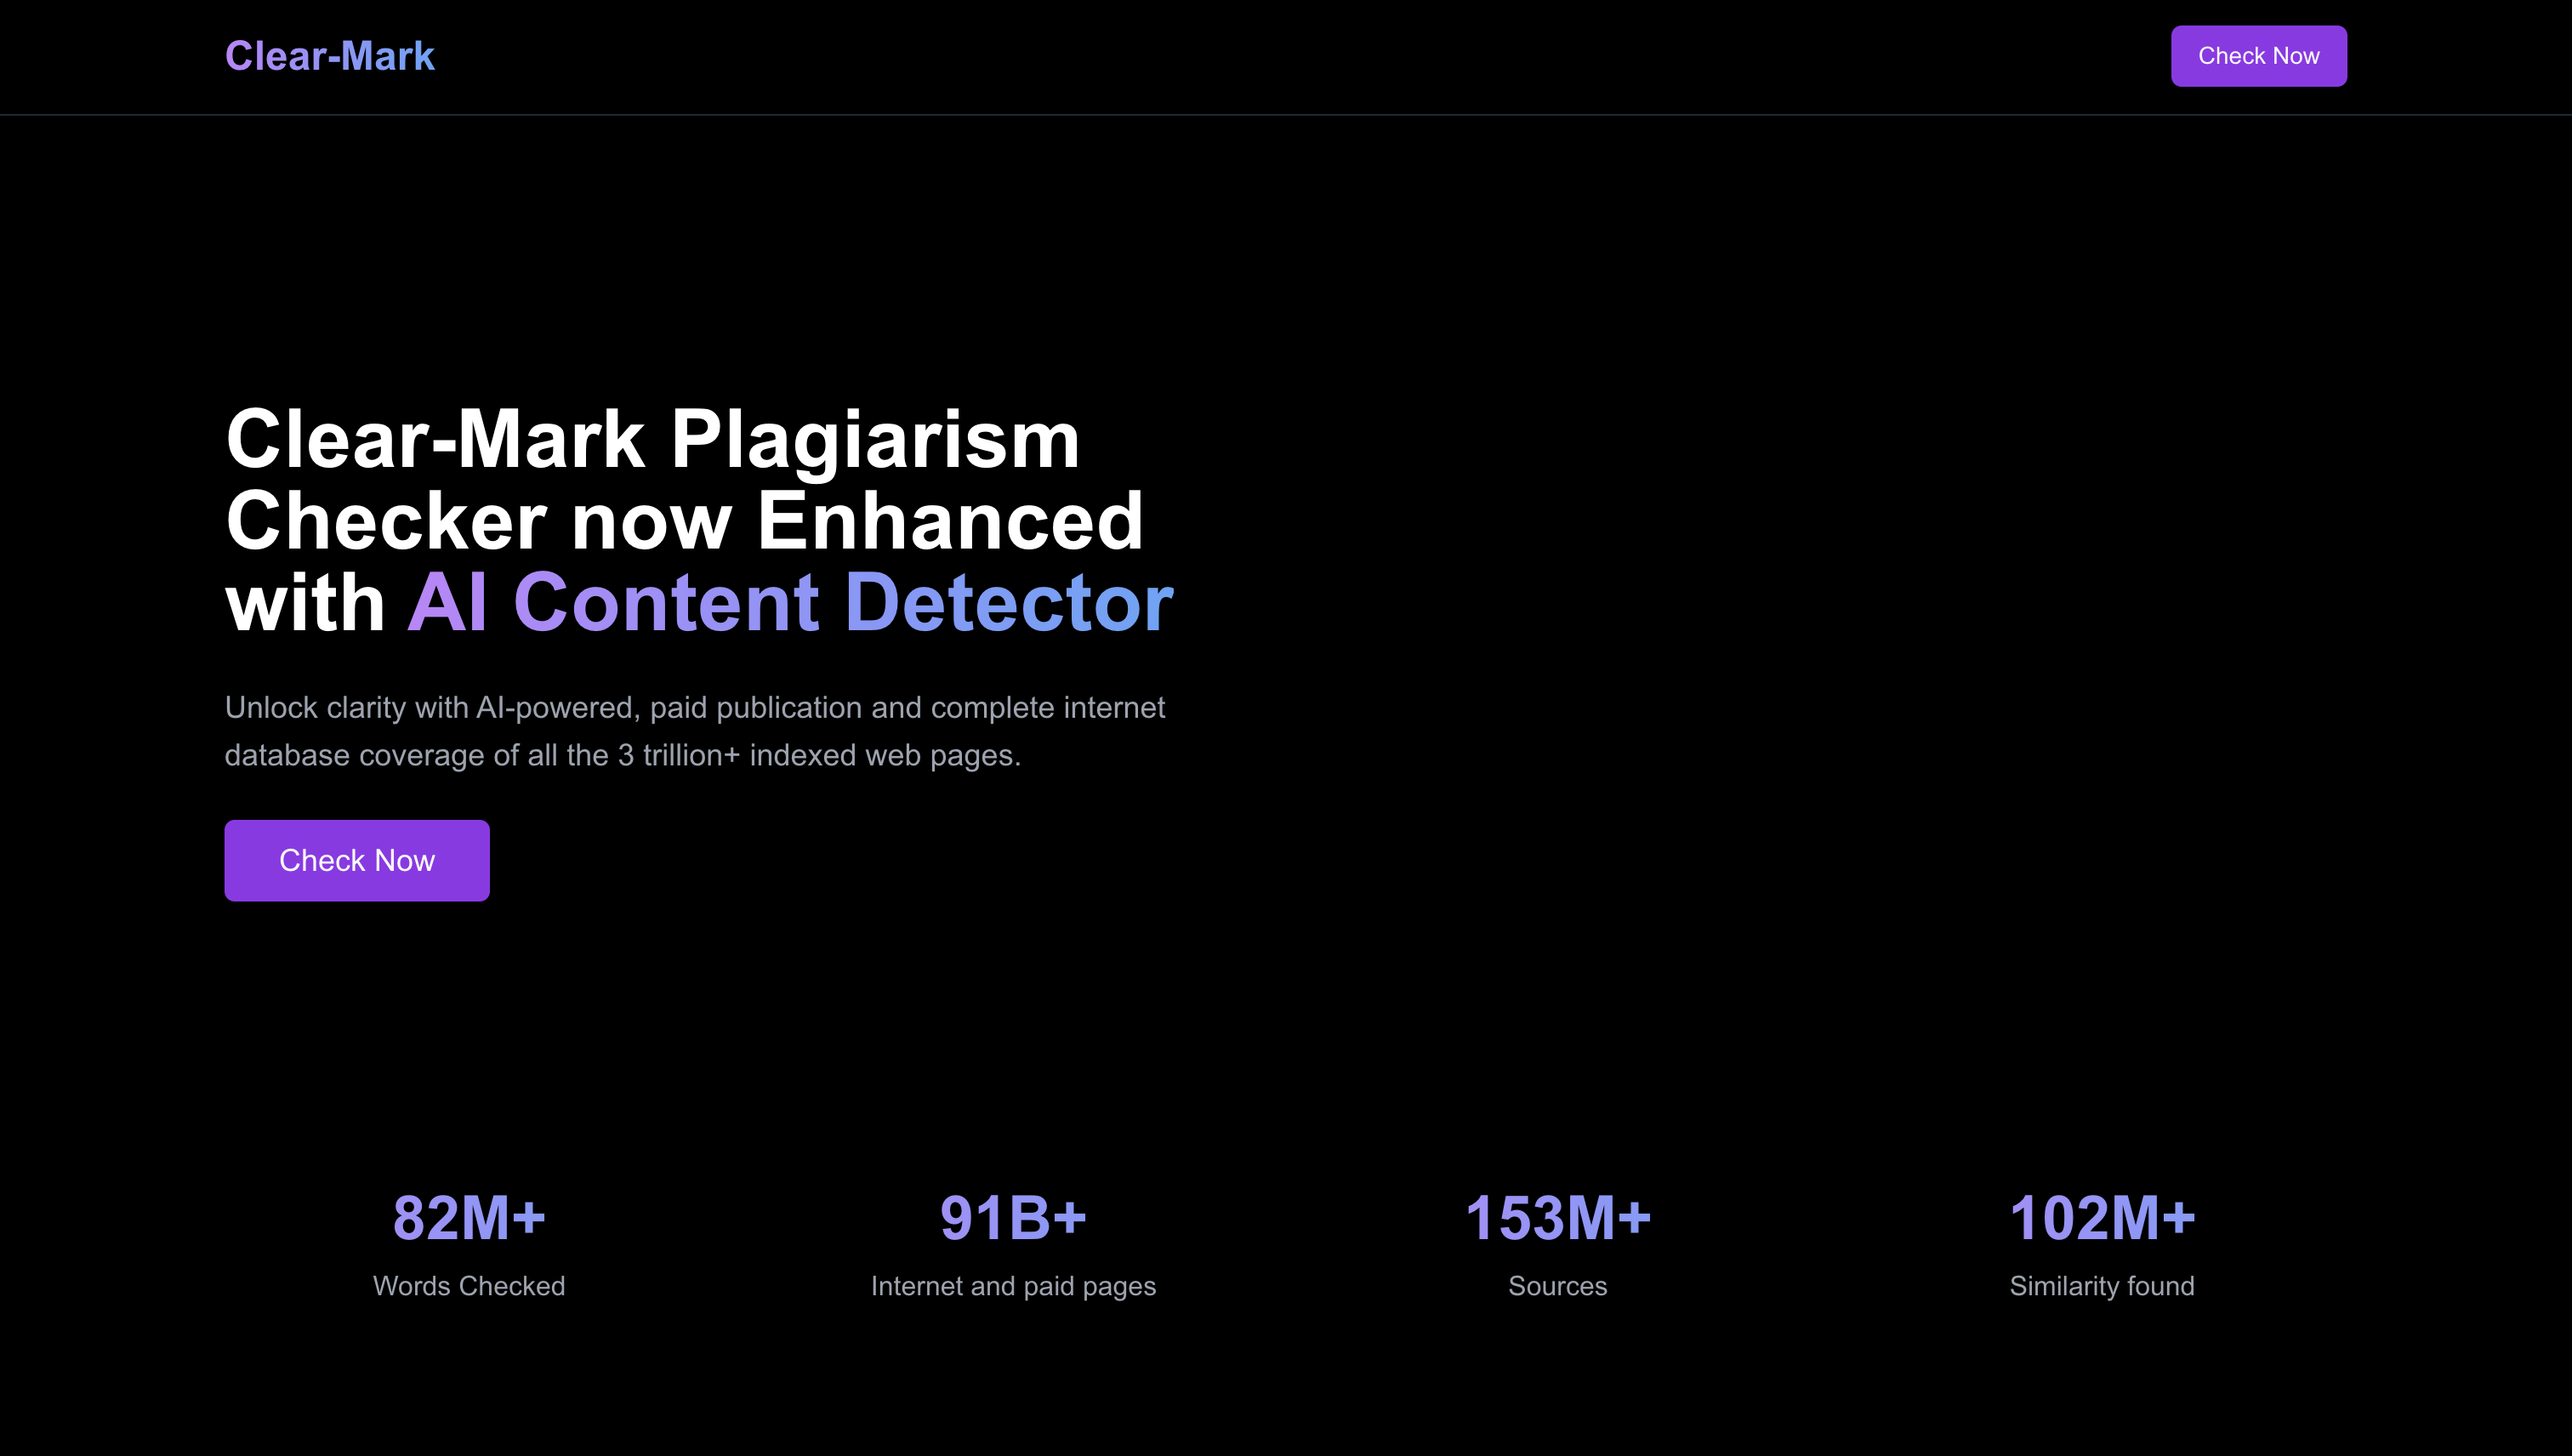 Clear-Mark
Check Now
Clear-Mark Plagiarism
Checker now Enhanced
with AI Content Detector
Unlock clarity with AI-powered, paid publication and complete internet
database coverage of all the 3 trillion+ indexed web pages.
Check Now
82M+
Words Checked
91B+
Internet and paid pages
153M+
Sources
102M+
Similarity found